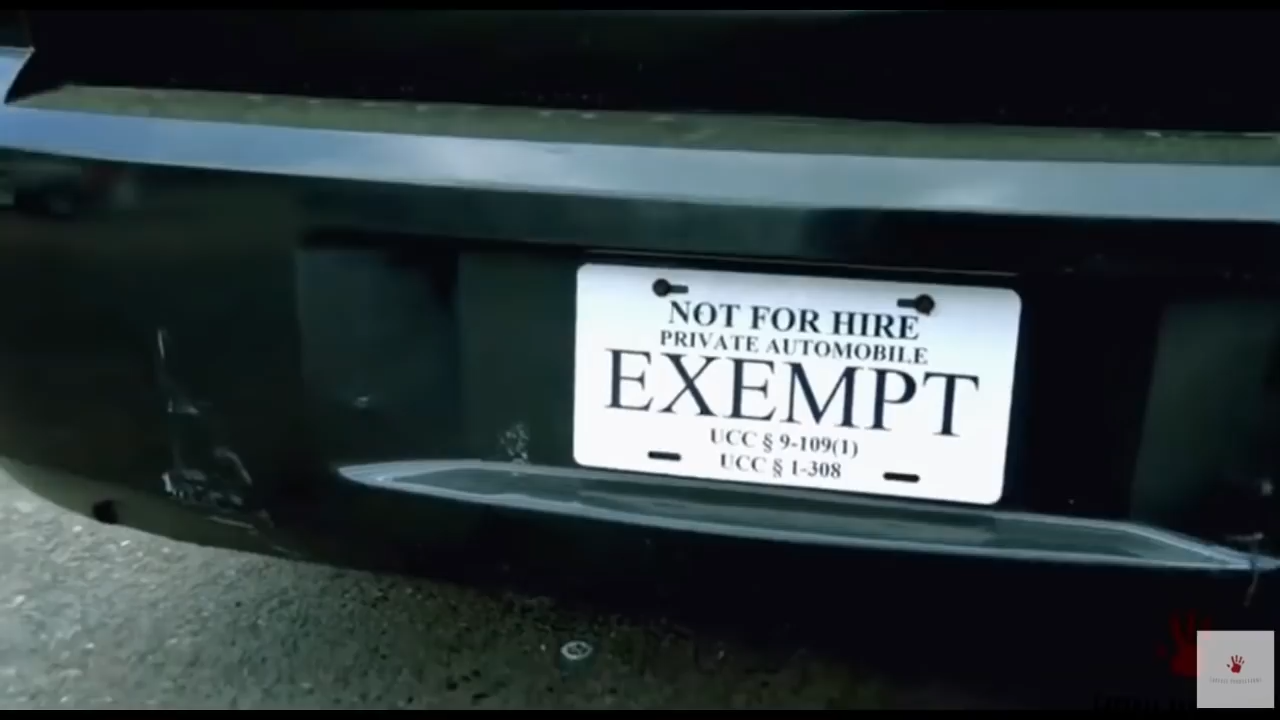 NOT FOR HIRE
PRIVATE AUTOMOBILE
EXEMPT
UCC § 9-109(1)
UCC § 1-308